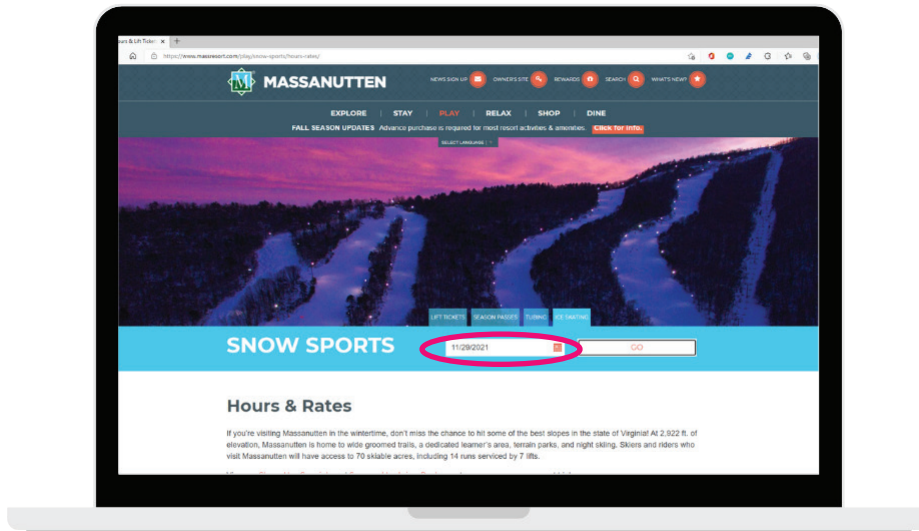 ours & Lift Ticket × +
https://www.massresort.com/play/snow-sports/hours-rates/
M MASSANUTTEN
NEWS SIGN UP OWNERS SITE REWARDS SEARCH WHAT'S NEW?
EXPLORE | STAY | PLAY | RELAX | SHOP | DINE
FALL SEASON UPDATES Advance purchase is required for most resort activities & amenities. Click for Info.
SELECT LANGUAGE | ▼
LIFT TICKETS SEASON PASSES TUBING ICE SKATING
SNOW SPORTS 11/29/2021 GO
Hours & Rates
If you're visiting Massanutten in the wintertime, don't miss the chance to hit some of the best slopes in the state of Virginia! At 2,922 ft. of
elevation, Massanutten is home to wide groomed trails, a dedicated learner's area, terrain parks, and night skiing. Skiers and riders who
visit Massanutten will have access to 70 skiable acres, including 14 runs serviced by 7 lifts.